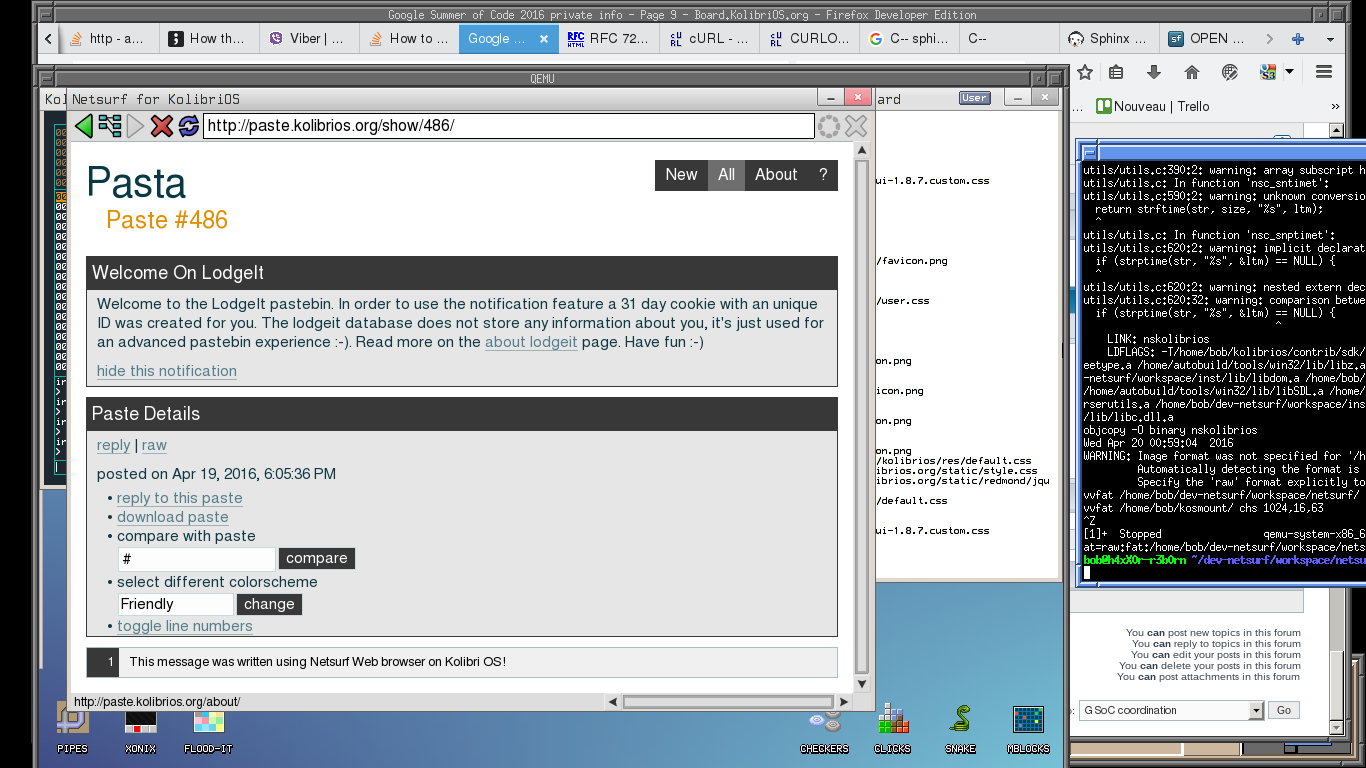 Google Summer of Code 2016 private info - Page 9 - Board.KolibriOS.org - Firefox Developer Edition
http - a...
How th...
Viber | ...
How to ...
Google ...
RFC 72...
cURL - ...
CURLO...
C-- sphi...
C--
Sphinx ...
OPEN ...
Nouveau | Trello
QEMU
Kol
Netsurf for KolibriOS
ard
User
http://paste.kolibrios.org/show/486/
Pasta
New
All
About
?
Paste #486
Welcome On LodgeIt
Welcome to the LodgeIt pastebin. In order to use the notification feature a 31 day cookie with an unique
ID was created for you. The lodgeit database does not store any information about you, it's just used for
an advanced pastebin experience :-). Read more on the about lodgeit page. Have fun :-)
hide this notification
Paste Details
reply | raw
posted on Apr 19, 2016, 6:05:36 PM
• reply to this paste
• download paste
• compare with paste
#
compare
• select different colorscheme
Friendly
change
• toggle line numbers
1 This message was written using Netsurf Web browser on Kolibri OS!
http://paste.kolibrios.org/about/
ui-1.8.7.custom.css
/favicon.png
/user.css
on.png
icon.png
on.png
on.png
/kolibrios/res/default.css
ibrios.org/static/style.css
ibrios.org/static/redmond/jqu
/default.css
ui-1.8.7.custom.css
utils/utils.c:390:2: warning: array subscript h
utils/utils.c: In function 'nsc_sntimet':
utils/utils.c:590:2: warning: unknown conversio
return strftime(str, size, "%s", ltm);
^
utils/utils.c: In function 'nsc_snptimet':
utils/utils.c:620:2: warning: implicit declarat
if (strptime(str, "%s", &ltm) == NULL) {
^
utils/utils.c:620:2: warning: nested extern dec
utils/utils.c:620:32: warning: comparison betwe
if (strptime(str, "%s", &ltm) == NULL) {
^
LINK: nskolibrios
LDFLAGS: -T/home/bob/kolibrios/contrib/sdk/
eetype.a /home/autobuild/tools/win32/lib/libz.a
-netsurf/workspace/inst/lib/libdom.a /home/bob/
/home/autobuild/tools/win32/lib/libSDL.a /home/
rserutils.a /home/bob/dev-netsurf/workspace/ins
/lib/libc.dll.a
objcopy -O binary nskolibrios
Wed Apr 20 00:59:04 2016
WARNING: Image format was not specified for '/h
Automatically detecting the format is
Specify the 'raw' format explicitly to
vvfat /home/bob/dev-netsurf/workspace/netsurf/
vvfat /home/bob/kosmount/ chs 1024,16,63
^Z
[1]+ Stopped qemu-system-x86_6
at=raw:fat:/home/bob/dev-netsurf/workspace/nets
bob@h4xX0r-r3b0rn ~/dev-netsurf/workspace/netsu
You can post new topics in this forum
You can reply to topics in this forum
You can edit your posts in this forum
You can delete your posts in this forum
You can post attachments in this forum
GSoC coordination
Go
PIPES
XONIX
FLOOD-IT
CHECKERS
CLICKS
SNAKE
MBLOCKS